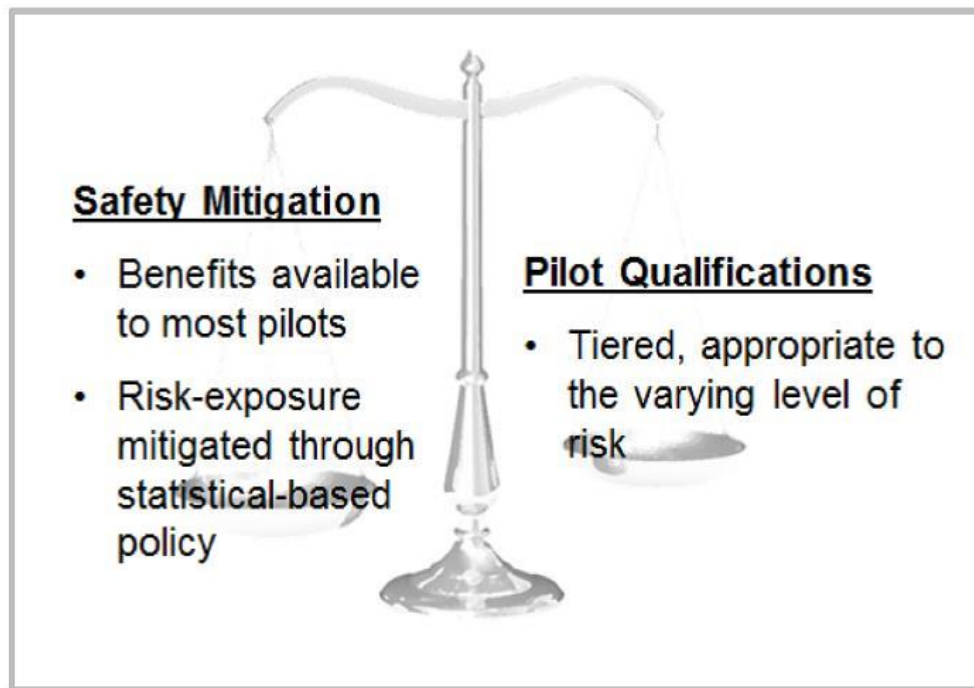 Safety Mitigation
• Benefits available
to most pilots
• Risk-exposure
mitigated through
statistical-based
policy
Pilot Qualifications
• Tiered, appropriate to
the varying level of
risk